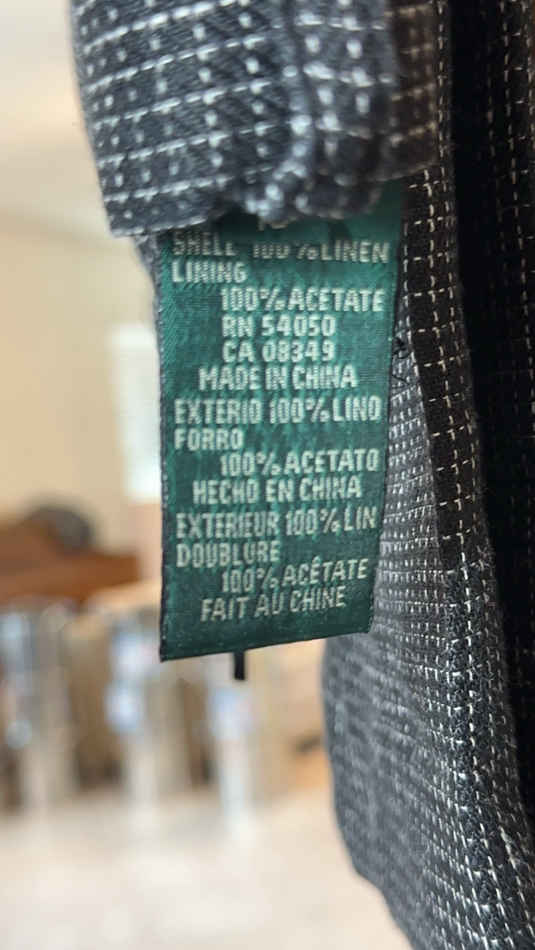 SHELL 100% LINEN
LINING
100% ACETATE
RN 54050
CA 08349
MADE IN CHINA
EXTERIO 100% LINO
FORRO
100% ACETATO
HECHO EN CHINA
EXTERIEUR 100% LIN
DOUBLURE
100% ACÉTATE
FAIT AU CHINE